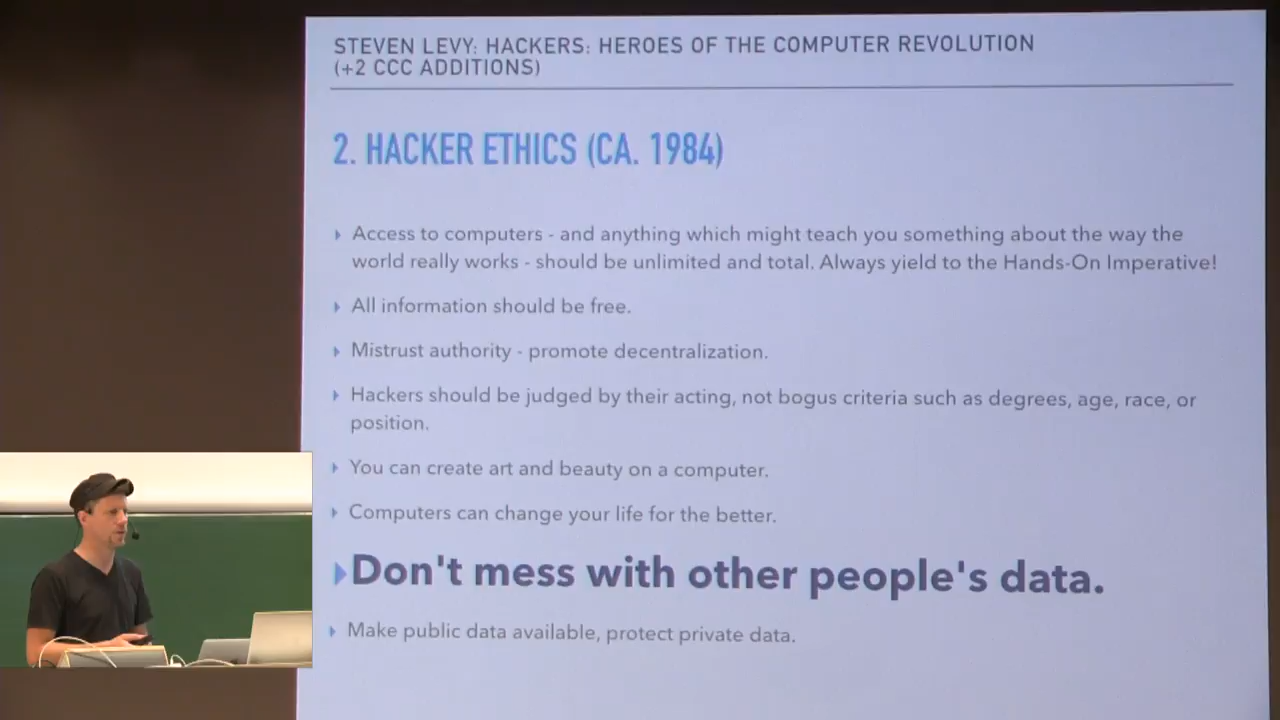 STEVEN LEVY: HACKERS: HEROES OF THE COMPUTER REVOLUTION
(+2 CCC ADDITIONS)
2. HACKER ETHICS (CA. 1984)
Access to computers - and anything which might teach you something about the way the
world really works - should be unlimited and total. Always yield to the Hands-On Imperative!
All information should be free.
Mistrust authority - promote decentralization.
Hackers should be judged by their acting, not bogus criteria such as degrees, age, race, or
position.
You can create art and beauty on a computer.
Computers can change your life for the better.
Don't mess with other people's data.
Make public data available, protect private data.